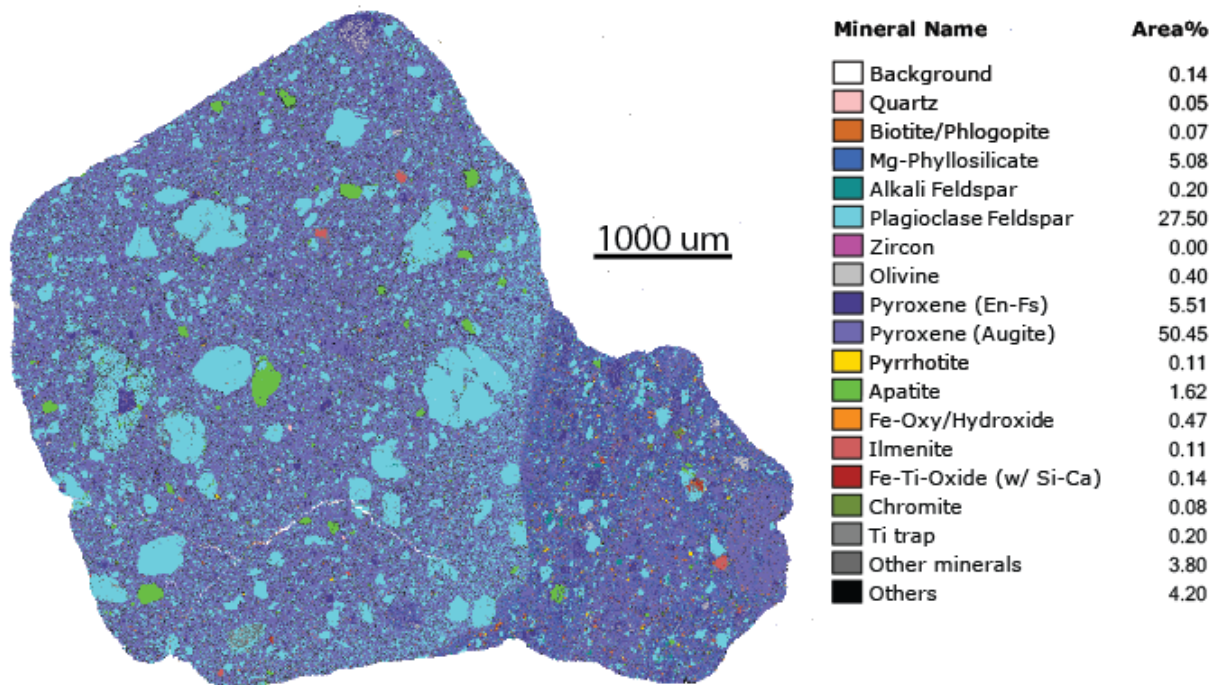 1000 um
Mineral Name Area%
Background 0.14
Quartz 0.05
Biotite/Phlogopite 0.07
Mg-Phyllosilicate 5.08
Alkali Feldspar 0.20
Plagioclase Feldspar 27.50
Zircon 0.00
Olivine 0.40
Pyroxene (En-Fs) 5.51
Pyroxene (Augite) 50.45
Pyrrhotite 0.11
Apatite 1.62
Fe-Oxy/Hydroxide 0.47
Ilmenite 0.11
Fe-Ti-Oxide (w/ Si-Ca) 0.14
Chromite 0.08
Ti trap 0.20
Other minerals 3.80
Others 4.20